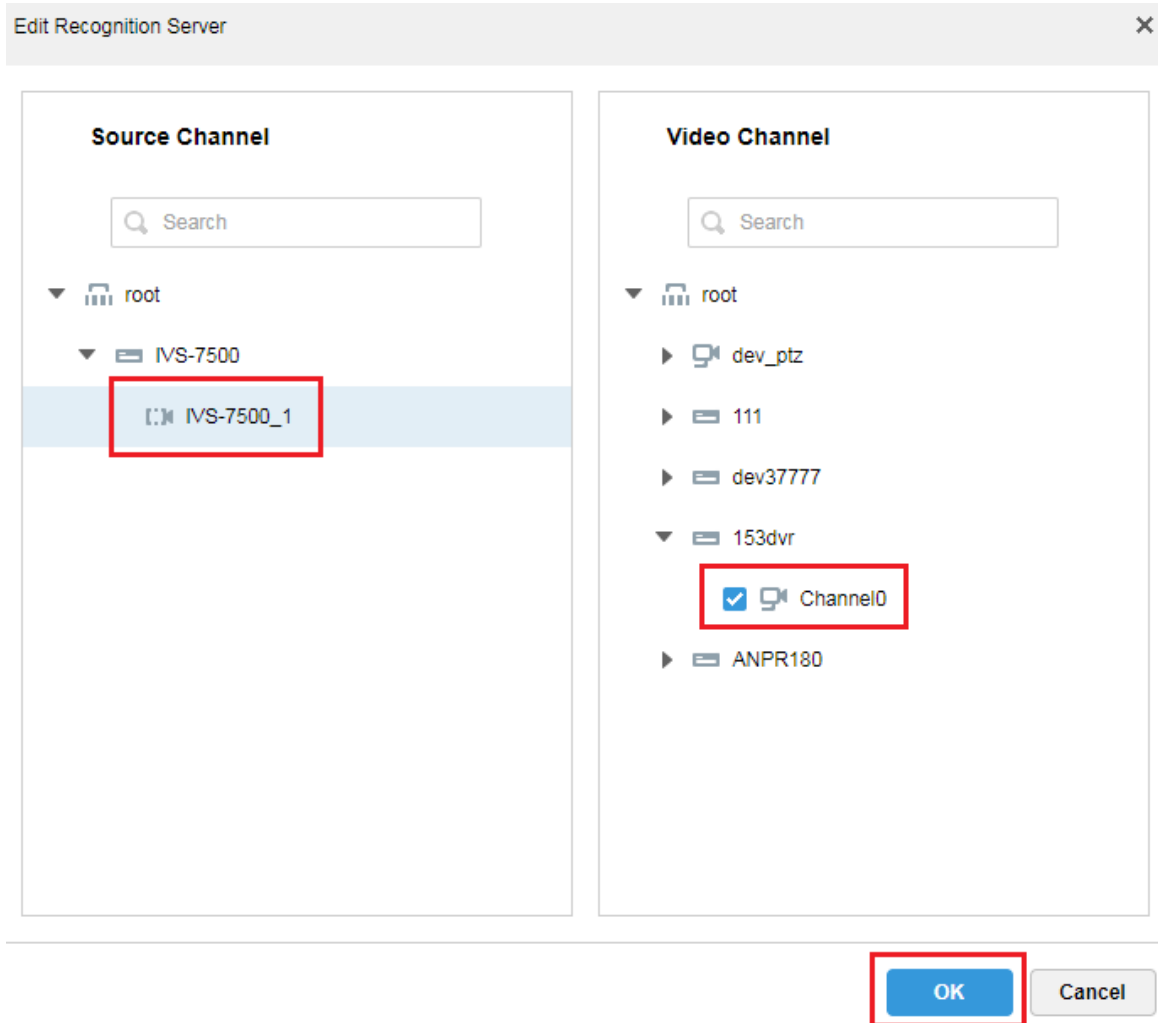 Edit Recognition Server
Source Channel
Search
root
IVS-7500
IVS-7500_1
Video Channel
Search
root
dev_ptz
111
dev37777
153dvr
Channel0
ANPR180
OK
Cancel